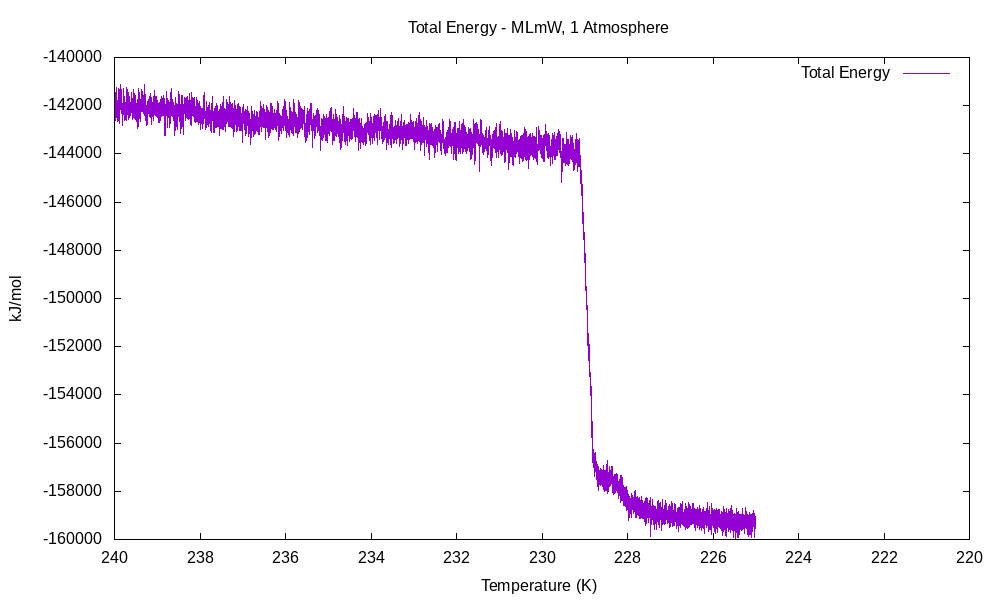 Total Energy - MLmW, 1 Atmosphere
Total Energy
kJ/mol
-140000
-142000
-144000
-146000
-148000
-150000
-152000
-154000
-156000
-158000
-160000
240 238 236 234 232 230 228 226 224 222 220
Temperature (K)